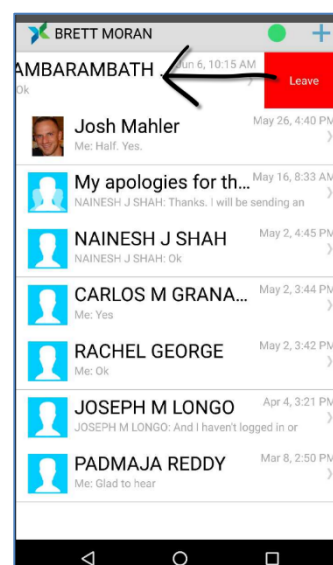 BRETT MORAN
AMBARAMBATH ... Jun 6, 10:15 AM
Ok
Leave
Josh Mahler May 26, 4:40 PM
Me: Half. Yes.
My apologies for th... May 16, 8:33 AM
NAINESH J SHAH: Thanks. I will be sending an
NAINESH J SHAH May 2, 4:45 PM
NAINESH J SHAH: Ok
CARLOS M GRANA... May 2, 3:44 PM
Me: Yes
RACHEL GEORGE May 2, 3:42 PM
Me: Ok
JOSEPH M LONGO Apr 4, 3:21 PM
JOSEPH M LONGO: And I haven't logged in or
PADMAJA REDDY Mar 8, 2:50 PM
Me: Glad to hear